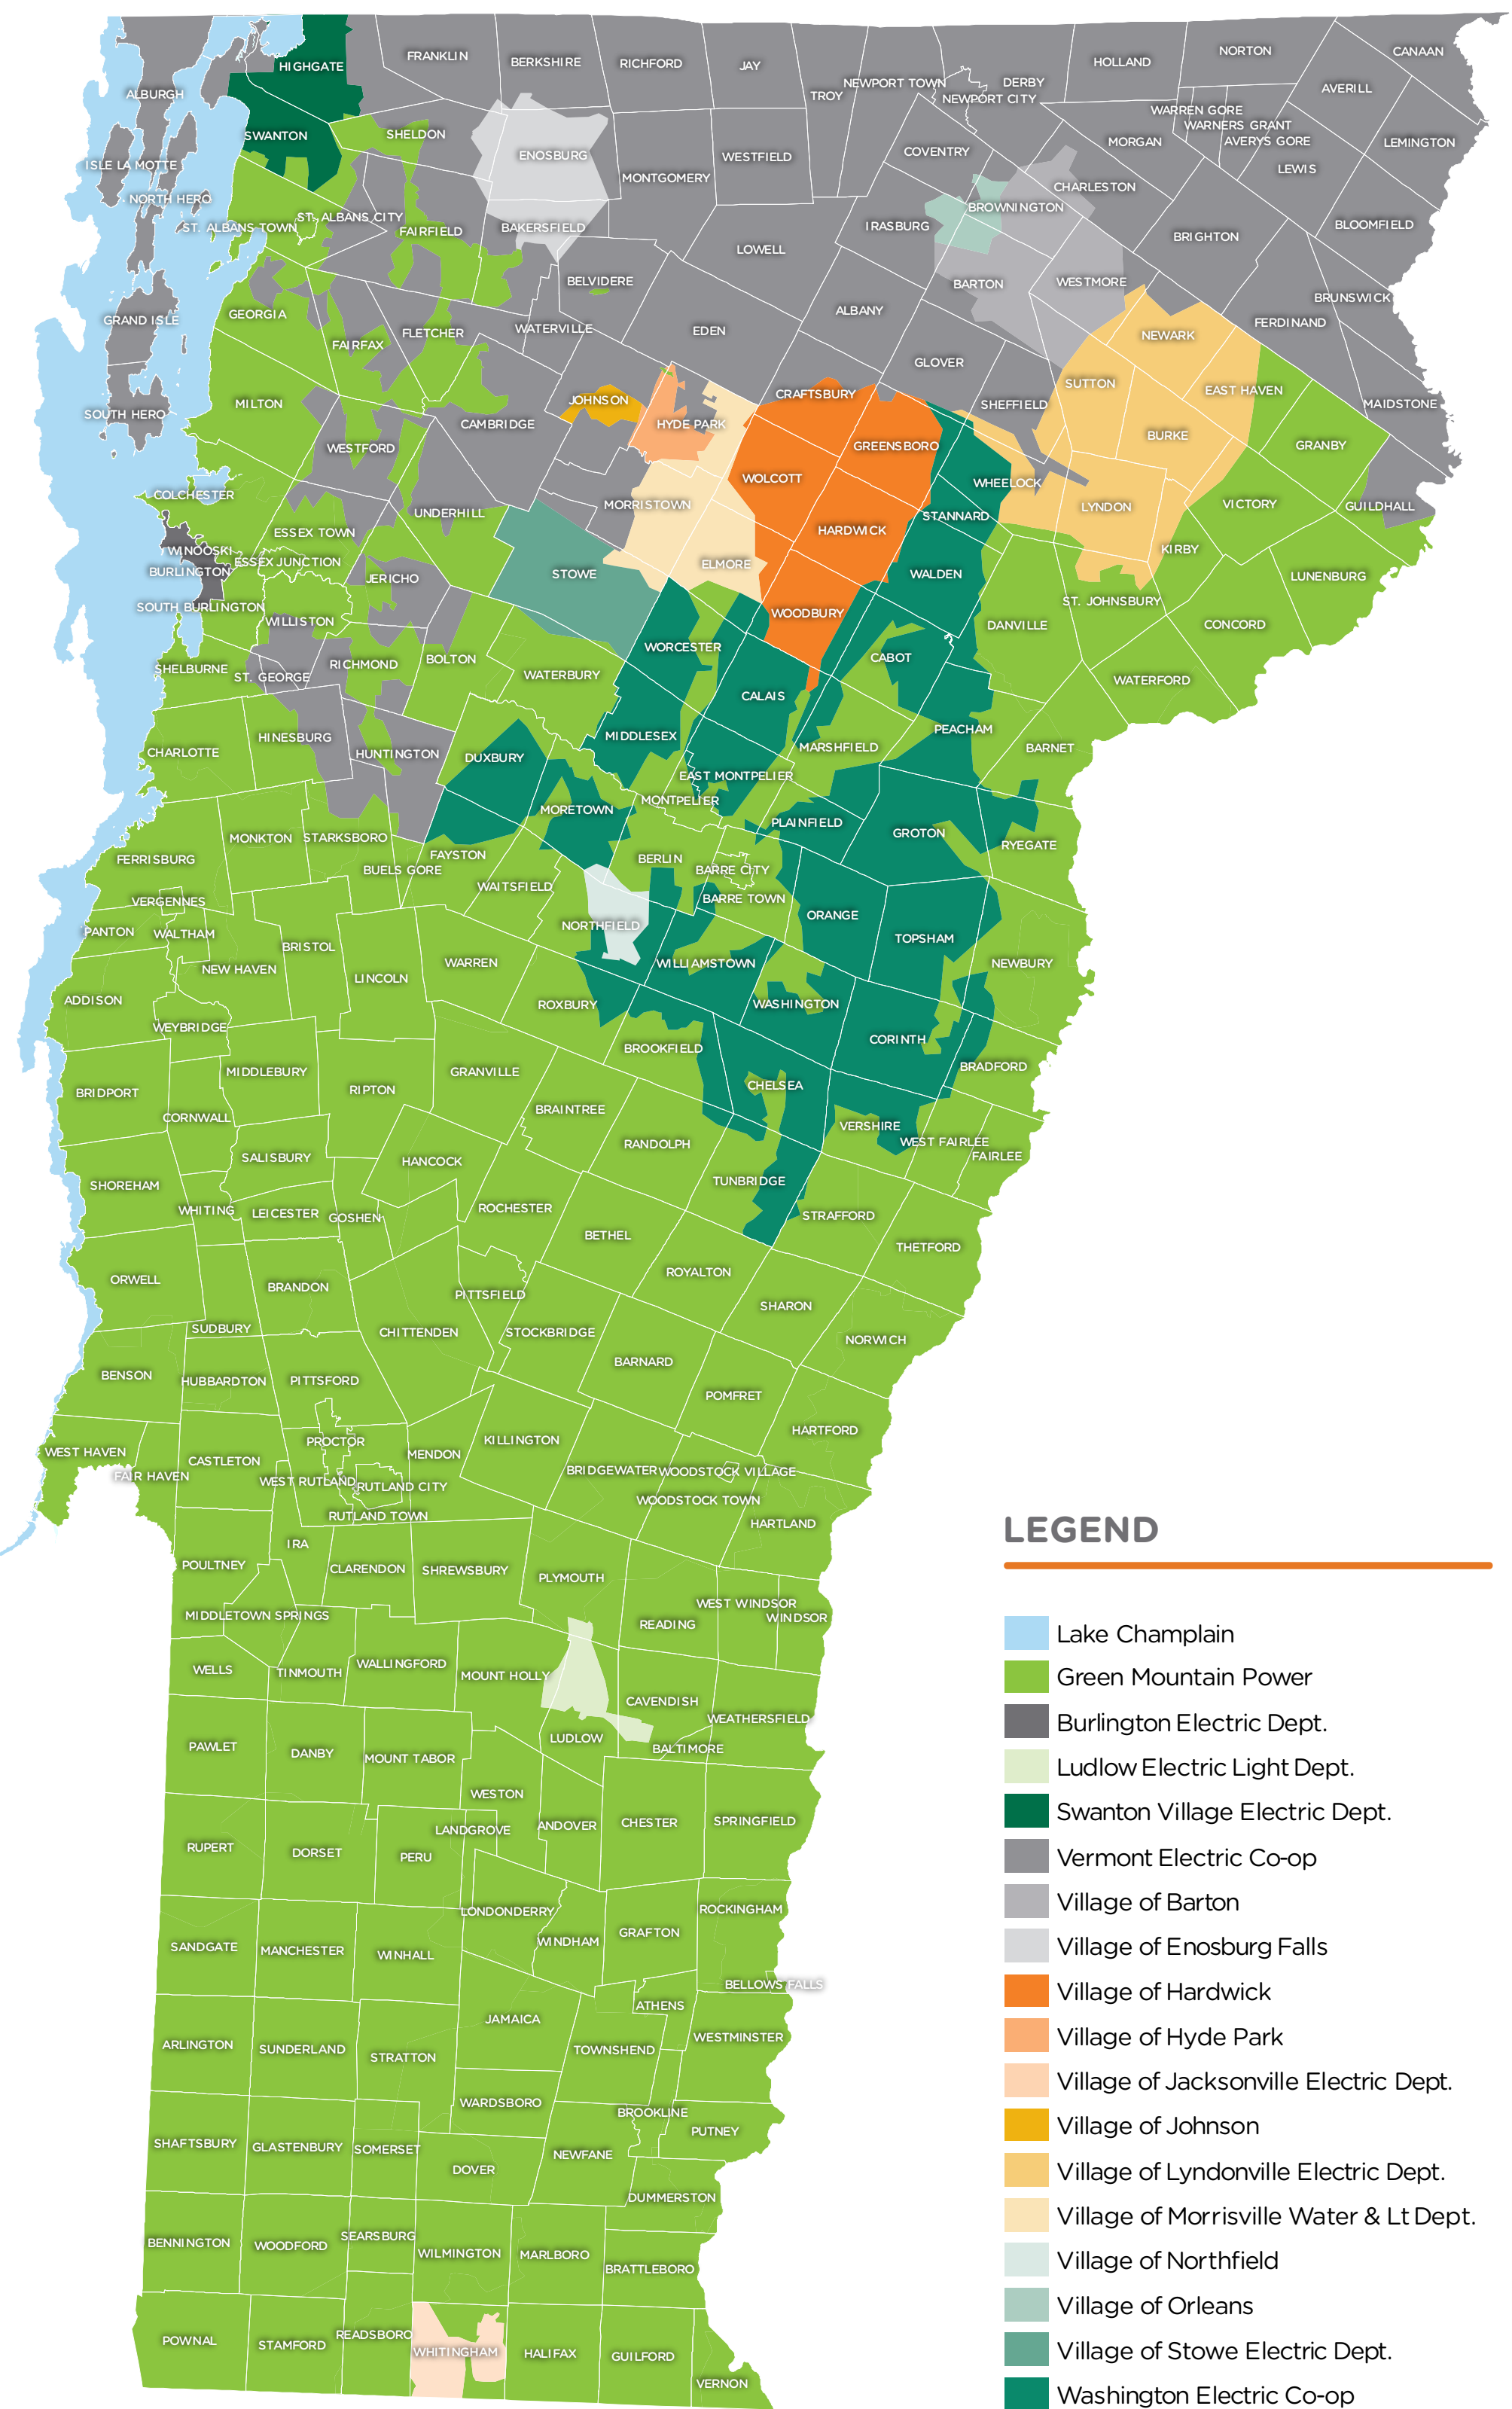 HIGHGATE
FRANKLIN
BERKSHIRE
RICHFORD
JAY
TROY
NEWPORT TOWN
NEWPORT CITY
DERBY
HOLLAND
NORTON
CANAAN
AVERILL
ALBURGH
WARREN GORE
WARNERS GRANT
AVERYS GORE
LEWIS
LEMINGTON
SWANTON
SHELDON
ENOSBURG
MONTGOMERY
WESTFIELD
COVENTRY
MORGAN
CHARLESTON
ISLE LA MOTTE
NORTH HERO
ST. ALBANS CITY
ST. ALBANS TOWN
FAIRFIELD
BAKERSFIELD
LOWELL
IRASBURG
BROWNINGTON
BRIGHTON
BLOOMFIELD
BELVIDERE
BARTON
WESTMORE
BRUNSWICK
FERDINAND
GRAND ISLE
GEORGIA
FAIRFAX
FLETCHER
WATERVILLE
EDEN
ALBANY
GLOVER
NEWARK
SUTTON
EAST HAVEN
MAIDSTONE
SOUTH HERO
MILTON
WESTFORD
CAMBRIDGE
JOHNSON
HYDE PARK
CRAFTSBURY
GREENSBORO
SHEFFIELD
BURKE
GRANBY
WOLCOTT
WHEELOCK
LYNDON
VICTORY
GUILDHALL
COLCHESTER
ESSEX TOWN
UNDERHILL
MORRISTOWN
HARDWICK
STANNARD
KIRBY
WINOOSKI
BURLINGTON
ESSEX JUNCTION
JERICHO
STOWE
ELMORE
WALDEN
LUNENBURG
SOUTH BURLINGTON
WILLISTON
WOODBURY
DANVILLE
ST. JOHNSBURY
CONCORD
SHELBURNE
ST. GEORGE
RICHMOND
BOLTON
WATERBURY
WORCESTER
CABOT
WATERFORD
CALAIS
CHARLOTTE
HINESBURG
HUNTINGTON
DUXBURY
MIDDLESEX
MARSHFIELD
PEACHAM
BARNET
EAST MONTPELIER
MONTPELIER
MORETOWN
PLAINFIELD
GROTON
RYEGATE
MONKTON
STARKSBORO
FERRISBURG
BUELS GORE
FAYSTON
WAITSFIELD
BERLIN
BARRE CITY
BARRE TOWN
VERGENNES
PANTON
WALTHAM
BRISTOL
NORTHFIELD
ORANGE
TOPSHAM
NEW HAVEN
LINCOLN
WARREN
WILLIAMSTOWN
NEWBURY
ADDISON
ROXBURY
WASHINGTON
WEYBRIDGE
BROOKFIELD
CORINTH
MIDDLEBURY
RIPTON
GRANVILLE
CHELSEA
BRADFORD
BRIDPORT
CORNWALL
BRAINTREE
RANDOLPH
VERSHIRE
WEST FAIRLEE
FAIRLEE
SALISBURY
HANCOCK
TUNBRIDGE
SHOREHAM
WHITING
LEICESTER
GOSHEN
ROCHESTER
BETHEL
STRAFFORD
THETFORD
ORWELL
BRANDON
PITTSFIELD
ROYALTON
SHARON
SUDBURY
CHITTENDEN
STOCKBRIDGE
NORWICH
BENSON
HUBBARDTON
PITTSFORD
BARNARD
POMFRET
WEST HAVEN
FAIR HAVEN
CASTLETON
PROCTOR
MENDON
KILLINGTON
HARTFORD
WEST RUTLAND
RUTLAND CITY
BRIDGEWATER
WOODSTOCK VILLAGE
WOODSTOCK TOWN
RUTLAND TOWN
HARTLAND
IRA
POULTNEY
CLARENDON
SHREWSBURY
PLYMOUTH
MIDDLETOWN SPRINGS
READING
WEST WINDSOR
WINDSOR
WELLS
TINMOUTH
WALLINGFORD
MOUNT HOLLY
CAVENDISH
WEATHERSFIELD
PAWLET
DANBY
MOUNT TABOR
LUDLOW
BALTIMORE
WESTON
LANDGROVE
ANDOVER
CHESTER
SPRINGFIELD
RUPERT
DORSET
PERU
LONDONDERRY
ROCKINGHAM
SANDGATE
MANCHESTER
WINHALL
WINDHAM
GRAFTON
BELLOWS FALLS
ATHENS
JAMAICA
ARLINGTON
SUNDERLAND
STRATTON
TOWNSHEND
WESTMINSTER
WARDSBORO
BROOKLINE
PUTNEY
SHAFTSBURY
GLASTENBURY
SOMERSET
NEWFANE
DOVER
DUMMERSTON
BENNINGTON
WOODFORD
SEARSBURG
WILMINGTON
MARLBORO
BRATTLEBORO
POWNAL
STAMFORD
READSBORO
WHITINGHAM
HALIFAX
GUILFORD
VERNON
LEGEND
Lake Champlain
Green Mountain Power
Burlington Electric Dept.
Ludlow Electric Light Dept.
Swanton Village Electric Dept.
Vermont Electric Co-op
Village of Barton
Village of Enosburg Falls
Village of Hardwick
Village of Hyde Park
Village of Jacksonville Electric Dept.
Village of Johnson
Village of Lyndonville Electric Dept.
Village of Morrisville Water & Lt Dept.
Village of Northfield
Village of Orleans
Village of Stowe Electric Dept.
Washington Electric Co-op